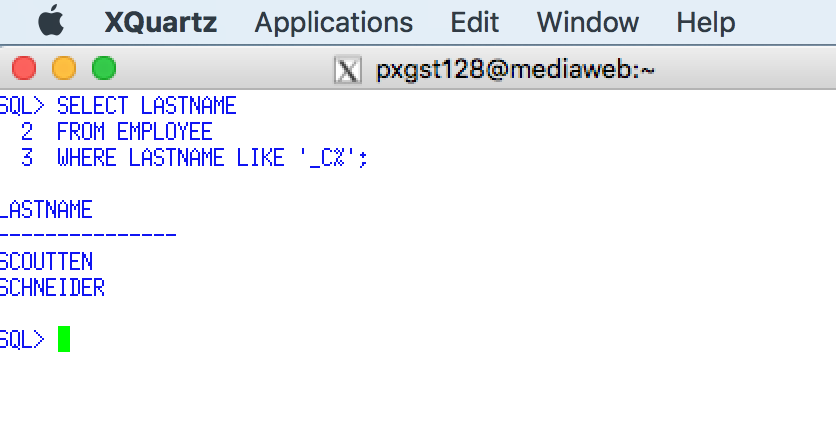 XQuartz Applications Edit Window Help
pxgst128@mediaweb:~
SQL> SELECT LASTNAME
2 FROM EMPLOYEE
3 WHERE LASTNAME LIKE '_C%';
LASTNAME
---------------
SCOUTTEN
SCHNEIDER
SQL>